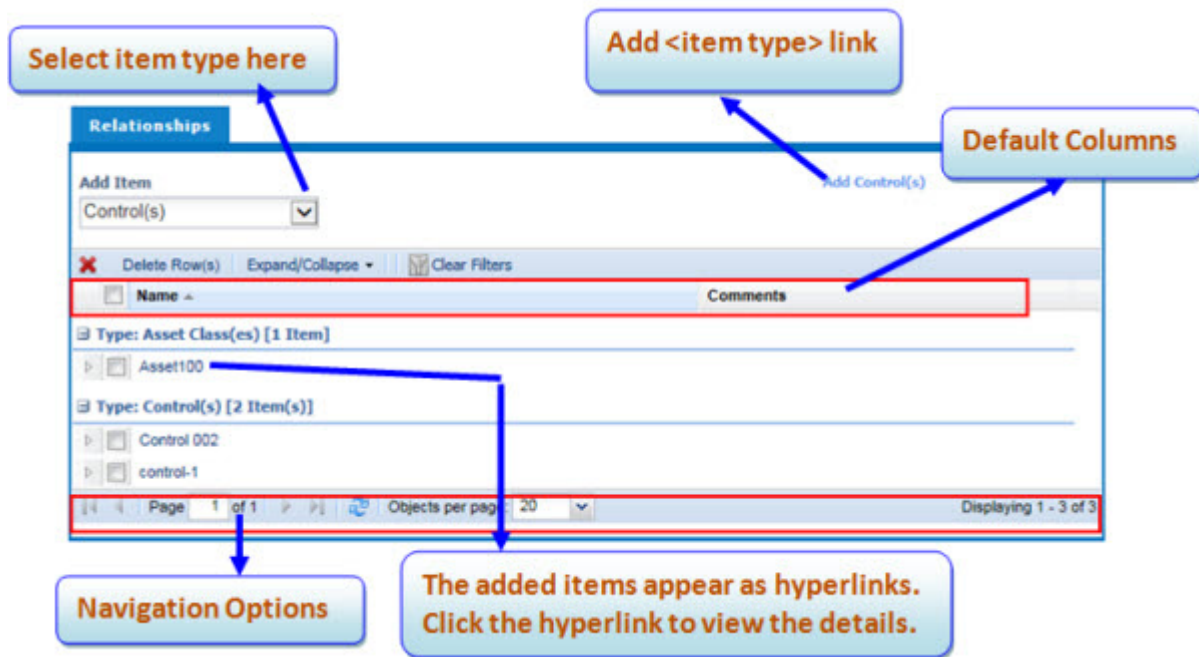 Select item type here
Add <item type> link
Default Columns
Relationships
Add Item
Add Control(s)
Control(s)
Delete Row(s) Expand/Collapse Clear Filters
Name Comments
Type: Asset Class(es) [1 Item]
Asset100
Type: Control(s) [2 Item(s)]
Control 002
control-1
Page 1 of 1 Objects per page: 20 Displaying 1 - 3 of 3
Navigation Options
The added items appear as hyperlinks.
Click the hyperlink to view the details.